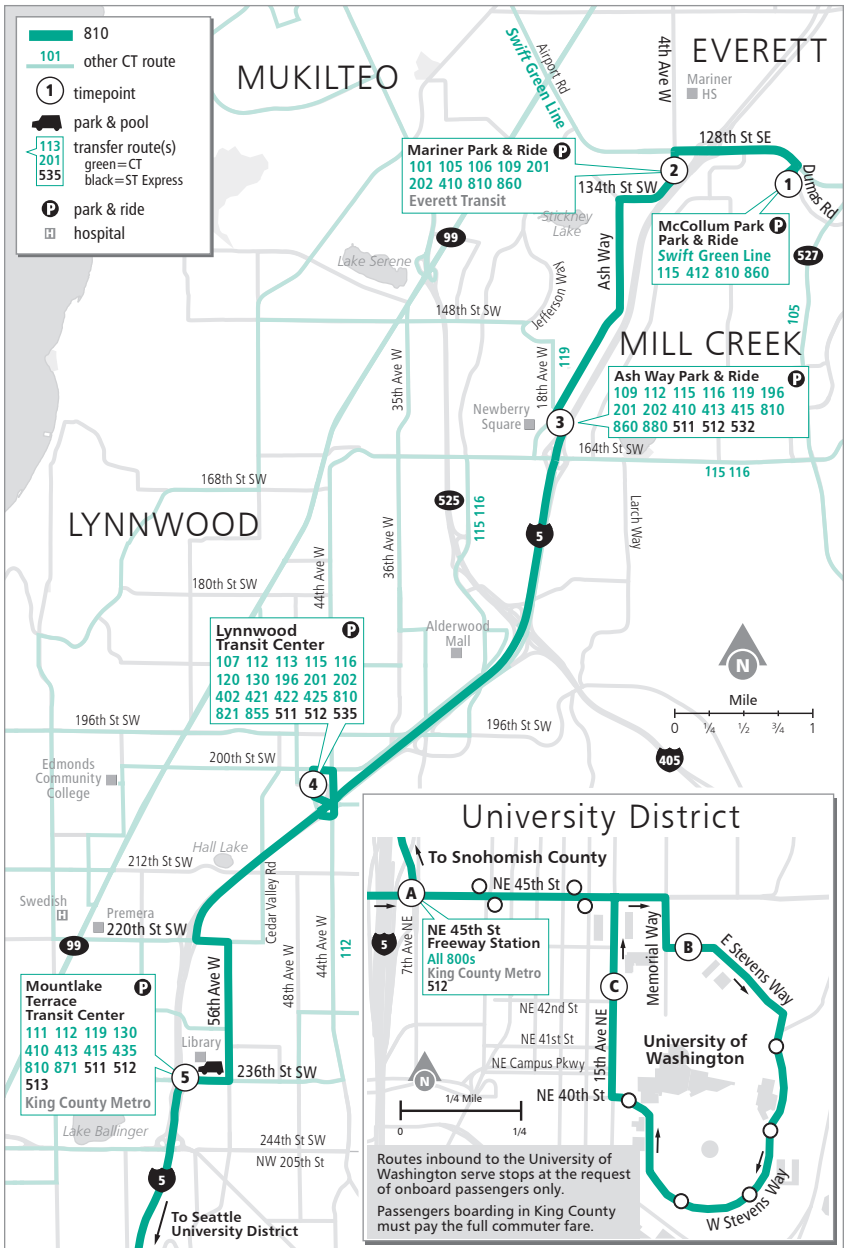 810
101
other CT route
1
timepoint
park & pool
113
201
535
transfer route(s)
green=CT
black=ST Express
P
park & ride
H
hospital
MUKILTEO
EVERETT
Swift Green Line
Airport Rd
4th Ave W
Mariner
HS
128th St SE
Mariner Park & Ride P
101 105 106 109 201
202 410 810 860
Everett Transit
2
1
134th St SW
Dumas Rd
McCollum Park P
Park & Ride
Swift Green Line
115 412 810 860
527
Stickney
Lake
99
Lake Serene
Ash Way
Jefferson Way
105
148th St SW
MILL CREEK
119
18th Ave W
35th Ave W
Ash Way Park & Ride P
109 112 115 116 119 196
201 202 410 413 415 810
860 880 511 512 532
Newberry
Square
3
164th St SW
115 116
168th St SW
525
115 116
Larch Way
LYNNWOOD
5
36th Ave W
44th Ave W
180th St SW
Lynnwood P
Transit Center
107 112 113 115 116
120 130 196 201 202
402 421 422 425 810
821 855 511 512 535
Alderwood
Mall
N
Mile
0 1/4 1/2 3/4 1
196th St SW
196th St SW
405
200th St SW
Edmonds
Community
College
4
Hall Lake
212th St SW
Cedar Valley Rd
Swedish
H
Premera
220th St SW
99
112
56th Ave W
48th Ave W
44th Ave W
Mountlake P
Terrace
Transit Center
111 112 119 130
410 413 415 435
810 871 511 512
513
King County Metro
Library
5
236th St SW
Lake Ballinger
244th St SW
NW 205th St
5
To Seattle
University District
University District
To Snohomish County
A
NE 45th St
5
7th Ave NE
NE 45th St
Freeway Station
All 800s
King County Metro
512
Memorial Way
B
E Stevens Way
C
NE 42nd St
15th Ave NE
NE 41st St
NE Campus Pkwy
University of
Washington
N
NE 40th St
1/4 Mile
0 1/4
W Stevens Way
Routes inbound to the University of
Washington serve stops at the request
of onboard passengers only.
Passengers boarding in King County
must pay the full commuter fare.